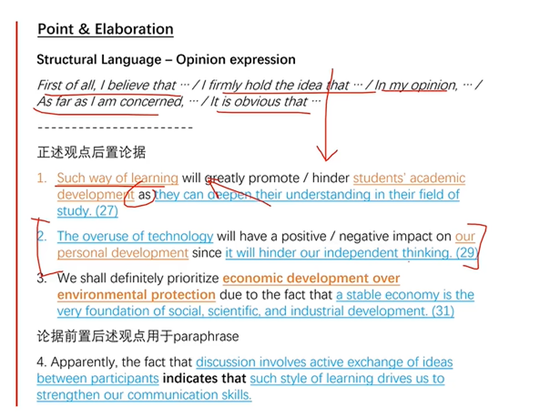 Point & Elaboration
Structural Language – Opinion expression
First of all, I believe that ··· / I firmly hold the idea that ··· / In my opinion, ··· /
As far as I am concerned, ··· / It is obvious that ···
-----------------------
正述观点后置论据
1. Such way of learning will greatly promote / hinder students' academic
development as they can deepen their understanding in their field of
study. (27)
2. The overuse of technology will have a positive / negative impact on our
personal development since it will hinder our independent thinking. (29)
3. We shall definitely prioritize economic development over
environmental protection due to the fact that a stable economy is the
very foundation of social, scientific, and industrial development. (31)
论据前置后述观点用于paraphrase
4. Apparently, the fact that discussion involves active exchange of ideas
between participants indicates that such style of learning drives us to
strengthen our communication skills.